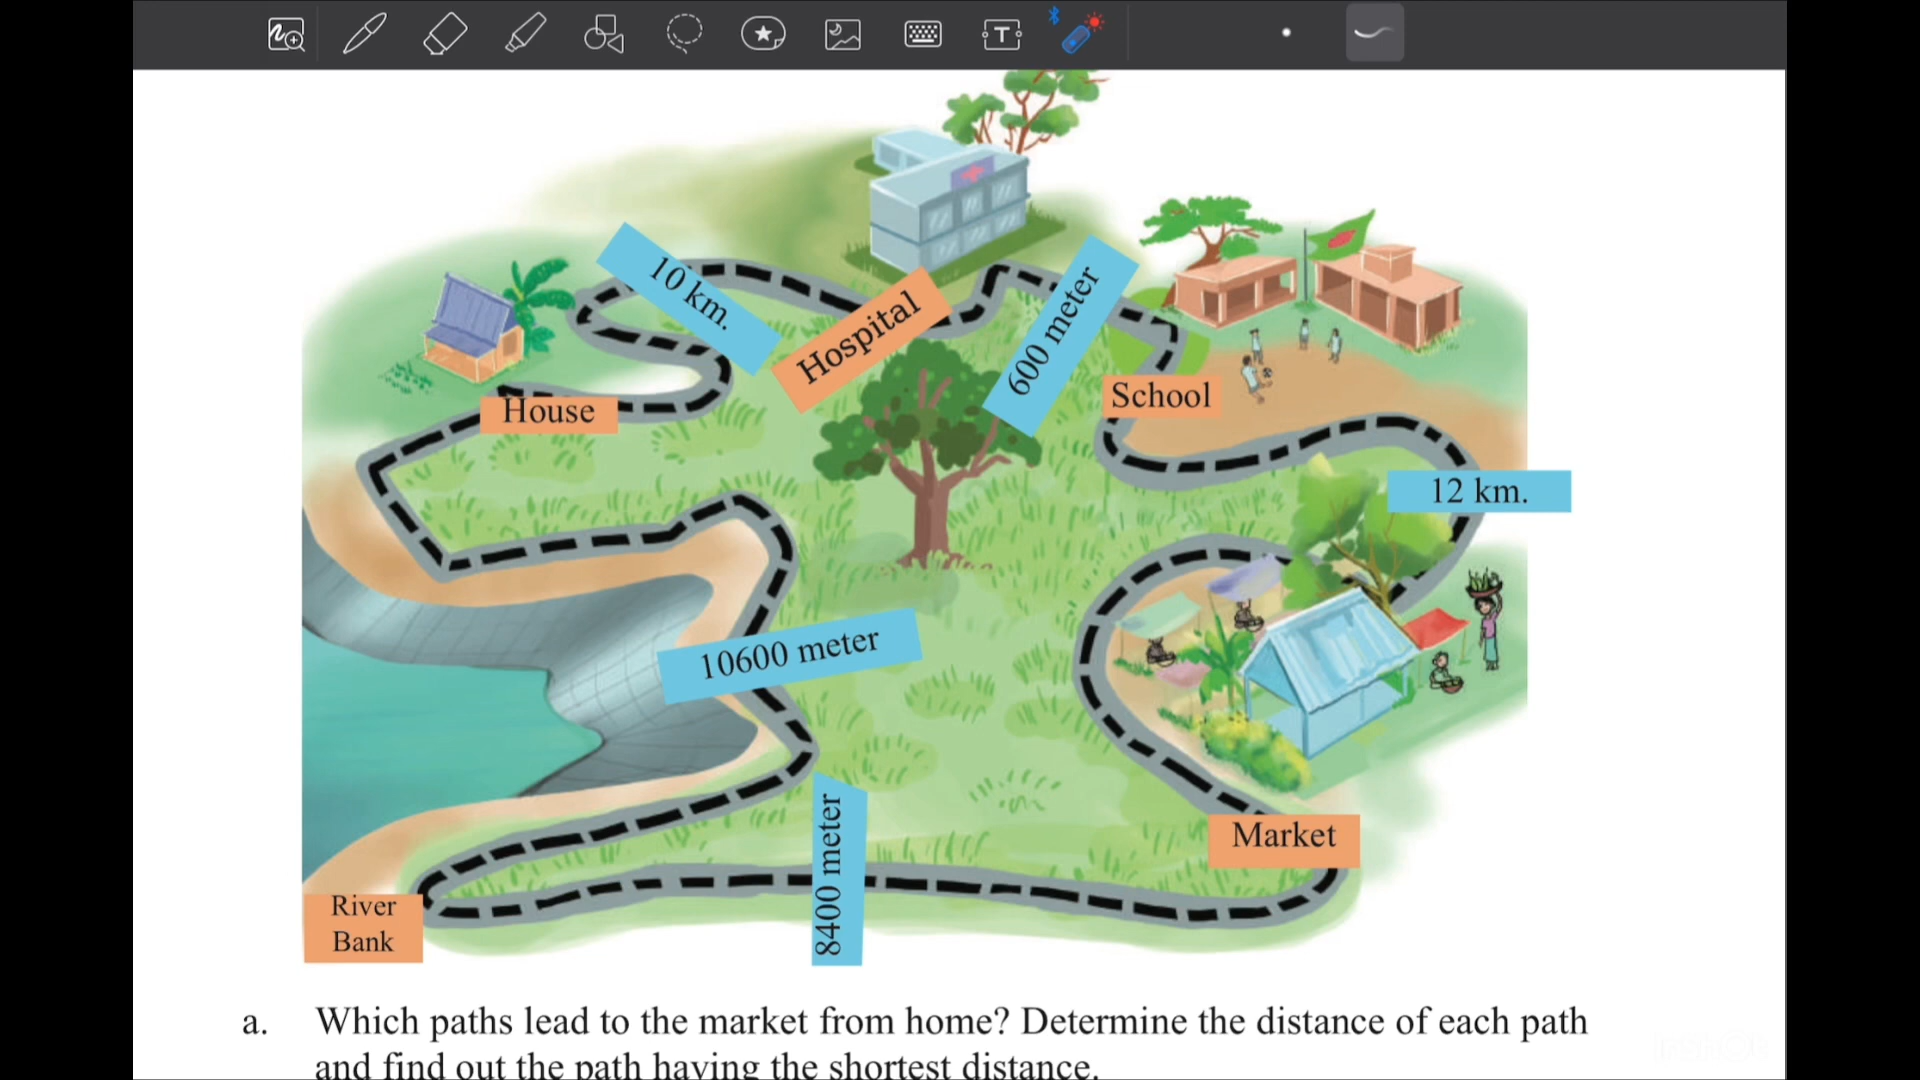 10 km.
Hospital
600 meter
School
House
12 km.
10600 meter
8400 meter
Market
River
Bank
a. Which paths lead to the market from home? Determine the distance of each path
and find out the path having the shortest distance.